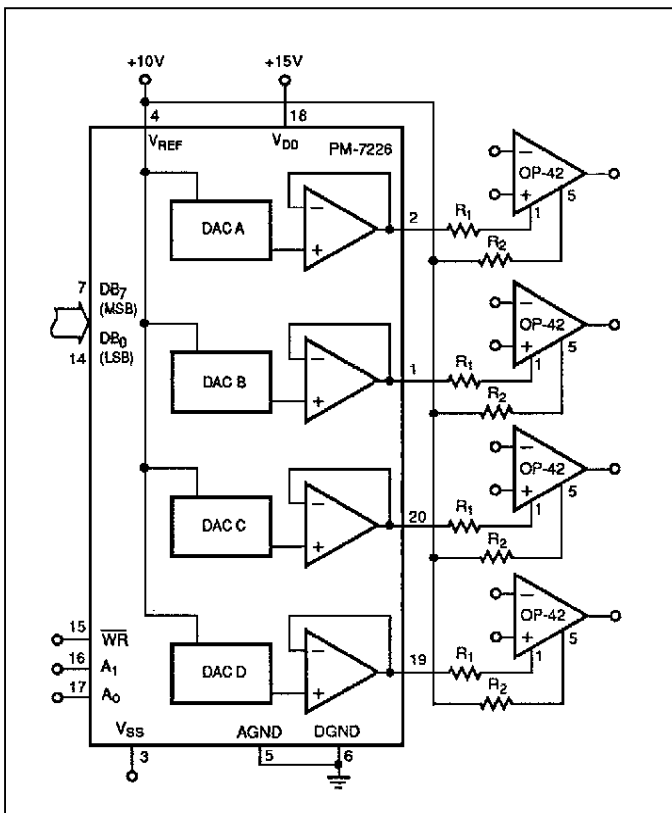 +10V
+15V
4
18
VREF
VDD
PM-7226
DAC A
−
+
2
R1
1
−
+
OP-42
5
R2
7
DB7
(MSB)
DB0
(LSB)
14
DAC B
−
+
1
R1
1
−
+
OP-42
5
R2
DAC C
−
+
20
R1
1
−
+
OP-42
5
R2
DAC D
−
+
19
R1
1
−
+
OP-42
5
R2
15
WR
16
A1
17
A0
VSS
3
AGND
5
DGND
6